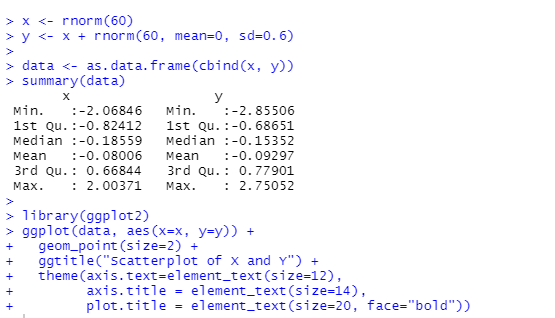 > x <- rnorm(60)
> y <- x + rnorm(60, mean=0, sd=0.6)
>
> data <- as.data.frame(cbind(x, y))
> summary(data)
       x                  y
 Min.   :-2.06846   Min.   :-2.85506
 1st Qu.:-0.82412   1st Qu.:-0.68651
 Median :-0.18559   Median :-0.15352
 Mean   :-0.08006   Mean   :-0.09297
 3rd Qu.: 0.66844   3rd Qu.: 0.77901
 Max.   : 2.00371   Max.   : 2.75052
>
> library(ggplot2)
> ggplot(data, aes(x=x, y=y)) +
+   geom_point(size=2) +
+   ggtitle("Scatterplot of X and Y") +
+   theme(axis.text=element_text(size=12),
+         axis.title = element_text(size=14),
+         plot.title = element_text(size=20, face="bold"))